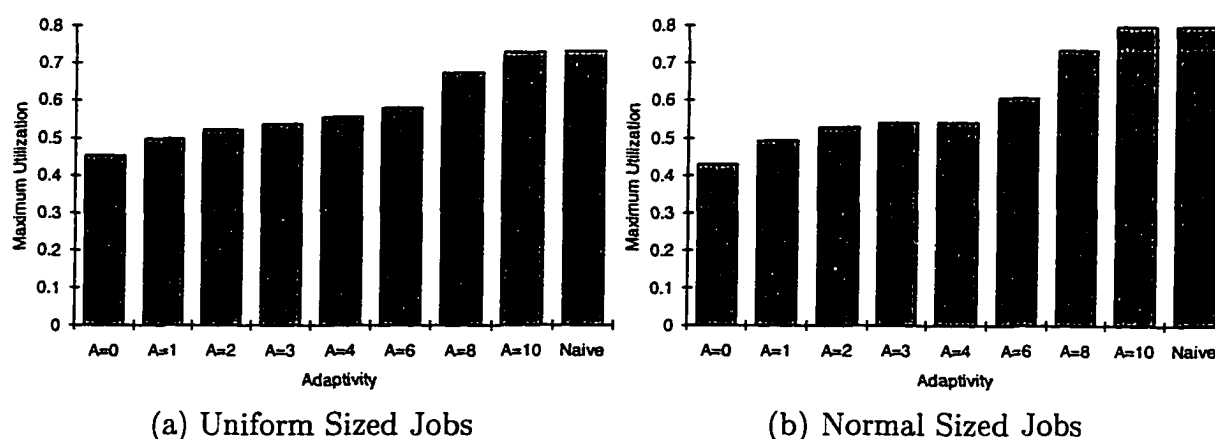 0.8
0.7
0.6
0.5
0.4
0.3
0.2
0.1
0
Maximum Utilization
A=0 A=1 A=2 A=3 A=4 A=6 A=8 A=10 Naive
Adaptivity
(a) Uniform Sized Jobs
0.8
0.7
0.6
0.5
0.4
0.3
0.2
0.1
0
Maximum Utilization
A=0 A=1 A=2 A=3 A=4 A=6 A=8 A=10 Naive
Adaptivity
(b) Normal Sized Jobs